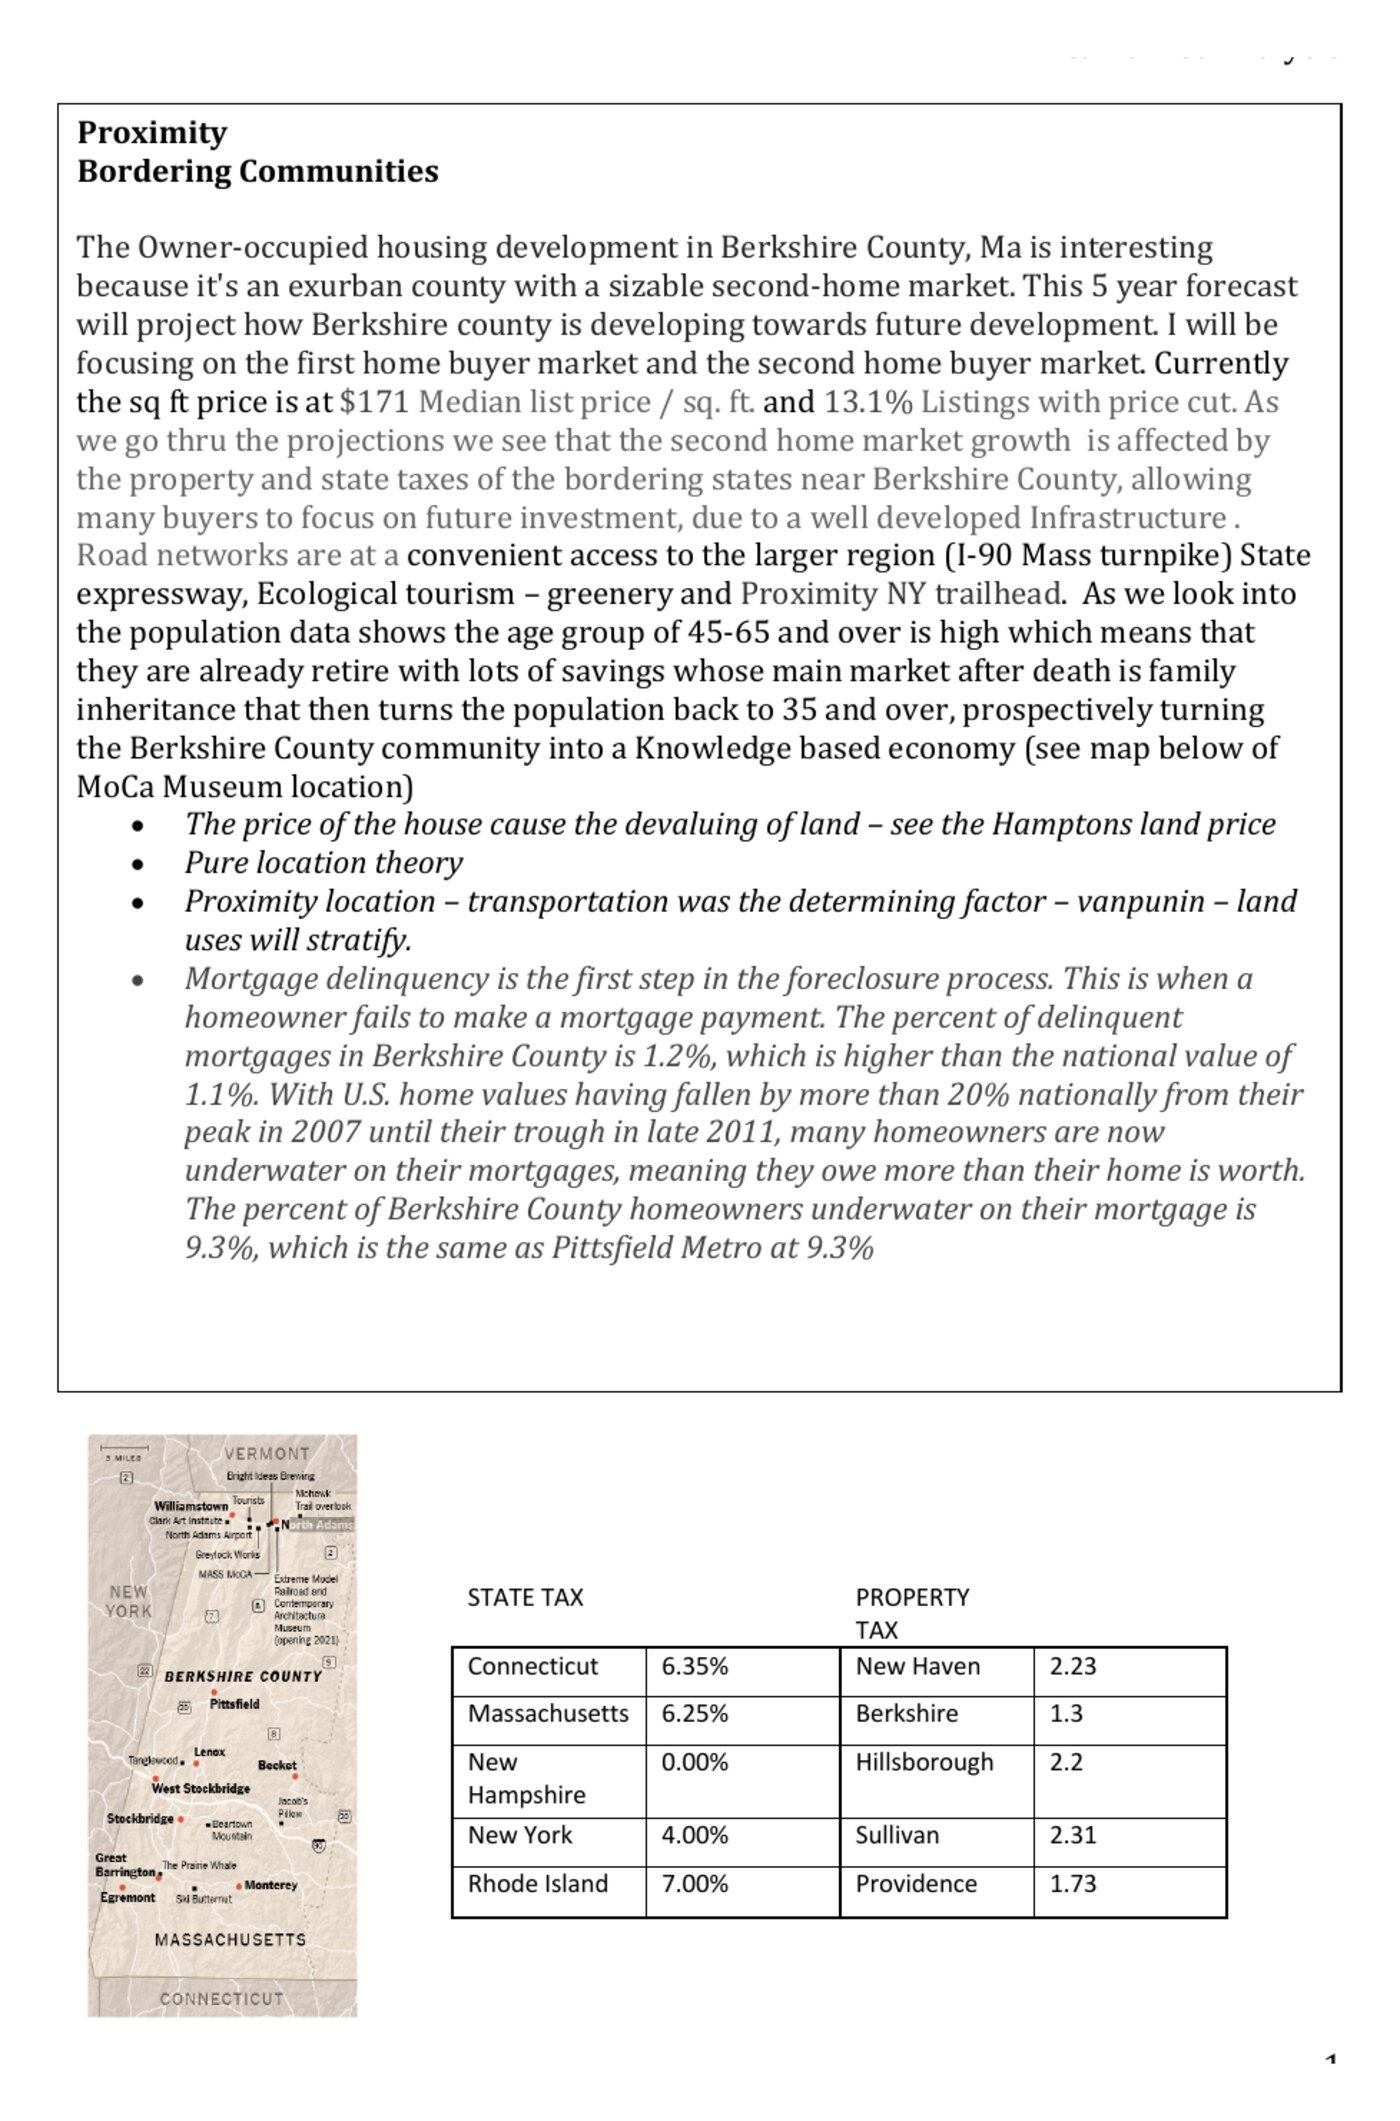 Proximity
Bordering Communities
The Owner-occupied housing development in Berkshire County, Ma is interesting
because it's an exurban county with a sizable second-home market. This 5 year forecast
will project how Berkshire county is developing towards future development. I will be
focusing on the first home buyer market and the second home buyer market. Currently
the sq ft price is at $171 Median list price / sq. ft. and 13.1% Listings with price cut. As
we go thru the projections we see that the second home market growth  is affected by
the property and state taxes of the bordering states near Berkshire County, allowing
many buyers to focus on future investment, due to a well developed Infrastructure .
Road networks are at a convenient access to the larger region (I-90 Mass turnpike) State
expressway, Ecological tourism – greenery and Proximity NY trailhead.  As we look into
the population data shows the age group of 45-65 and over is high which means that
they are already retire with lots of savings whose main market after death is family
inheritance that then turns the population back to 35 and over, prospectively turning
the Berkshire County community into a Knowledge based economy (see map below of
MoCa Museum location)
• The price of the house cause the devaluing of land – see the Hamptons land price
• Pure location theory
• Proximity location – transportation was the determining factor – vanpunin – land
uses will stratify.
• Mortgage delinquency is the first step in the foreclosure process. This is when a
homeowner fails to make a mortgage payment. The percent of delinquent
mortgages in Berkshire County is 1.2%, which is higher than the national value of
1.1%. With U.S. home values having fallen by more than 20% nationally from their
peak in 2007 until their trough in late 2011, many homeowners are now
underwater on their mortgages, meaning they owe more than their home is worth.
The percent of Berkshire County homeowners underwater on their mortgage is
9.3%, which is the same as Pittsfield Metro at 9.3%
5 MILES
VERMONT
2
Bright Ideas Brewing
Mohawk
Trail overlook
Tourists
Williamstown
Clark Art Institute
North Adams
North Adams Airport
Greylock Works
2
MASS MoCA
Extreme Model
Railroad and
Contemporary
Architecture
Museum
(opening 2021)
NEW
YORK
8
7
9
22
BERKSHIRE COUNTY
Pittsfield
20
8
Lenox
Tanglewood
Becket
West Stockbridge
Jacob's
Pillow
20
Stockbridge
Beartown
Mountain
90
Great
Barrington
The Prairie Whale
Monterey
Egremont
Ski Butternut
MASSACHUSETTS
CONNECTICUT
STATE TAX PROPERTY
TAX
Connecticut 6.35% New Haven 2.23
Massachusetts 6.25% Berkshire 1.3
New
Hampshire 0.00% Hillsborough 2.2
New York 4.00% Sullivan 2.31
Rhode Island 7.00% Providence 1.73
1